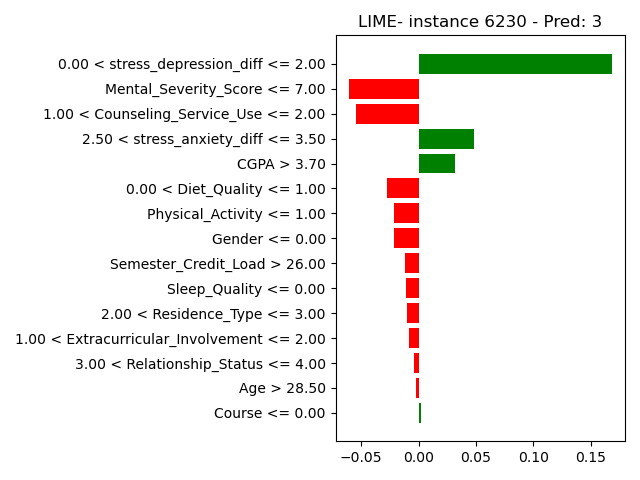 LIME- instance 6230 - Pred: 3
0.00 < stress_depression_diff <= 2.00
Mental_Severity_Score <= 7.00
1.00 < Counseling_Service_Use <= 2.00
2.50 < stress_anxiety_diff <= 3.50
CGPA > 3.70
0.00 < Diet_Quality <= 1.00
Physical_Activity <= 1.00
Gender <= 0.00
Semester_Credit_Load > 26.00
Sleep_Quality <= 0.00
2.00 < Residence_Type <= 3.00
1.00 < Extracurricular_Involvement <= 2.00
3.00 < Relationship_Status <= 4.00
Age > 28.50
Course <= 0.00
−0.05 0.00 0.05 0.10 0.15